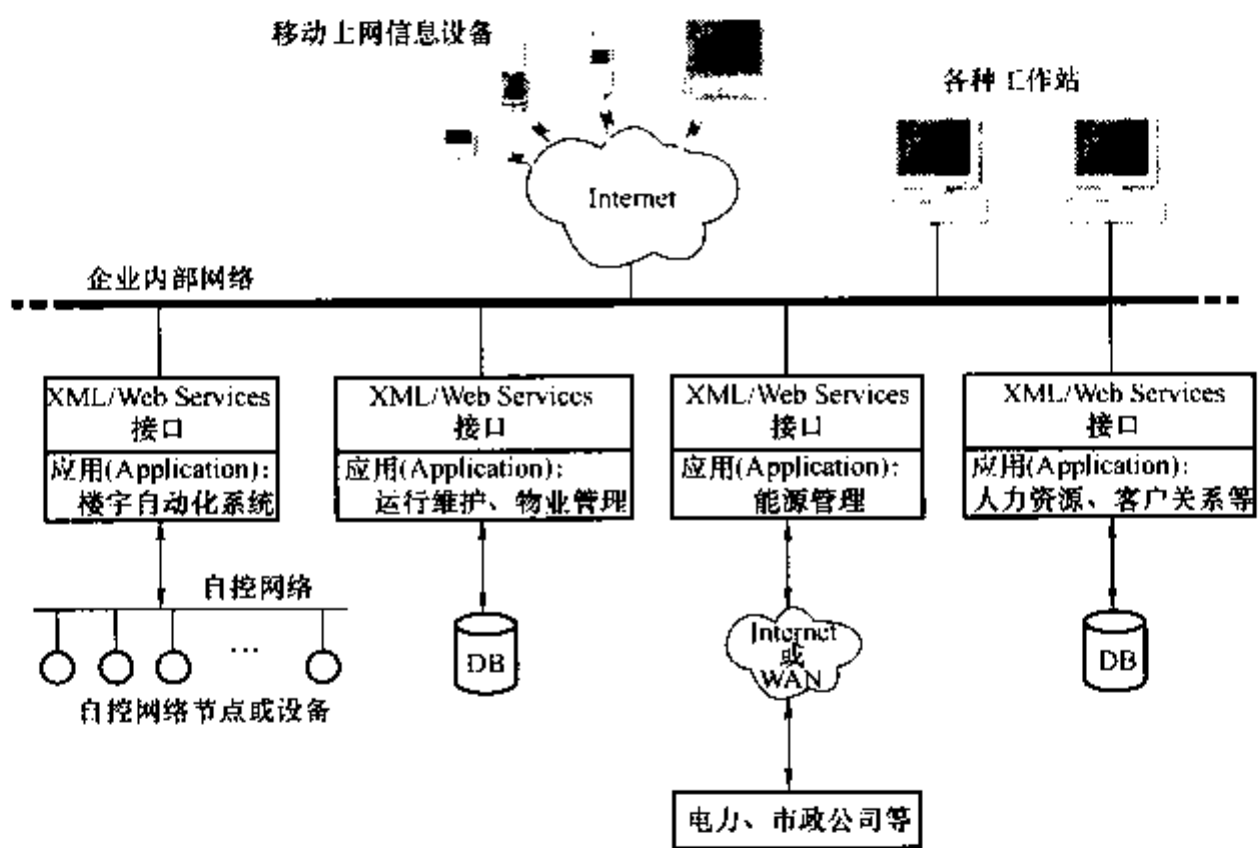 移动上网信息设备
各种工作站
Internet
企业内部网络
XML/Web Services
接口
应用(Application):
楼宇自动化系统
XML/Web Services
接口
应用(Application):
运行维护、物业管理
XML/Web Services
接口
应用(Application):
能源管理
XML/Web Services
接口
应用(Application):
人力资源、客户关系等
自控网络
...
自控网络节点或设备
DB
Internet
或
WAN
DB
电力、市政公司等